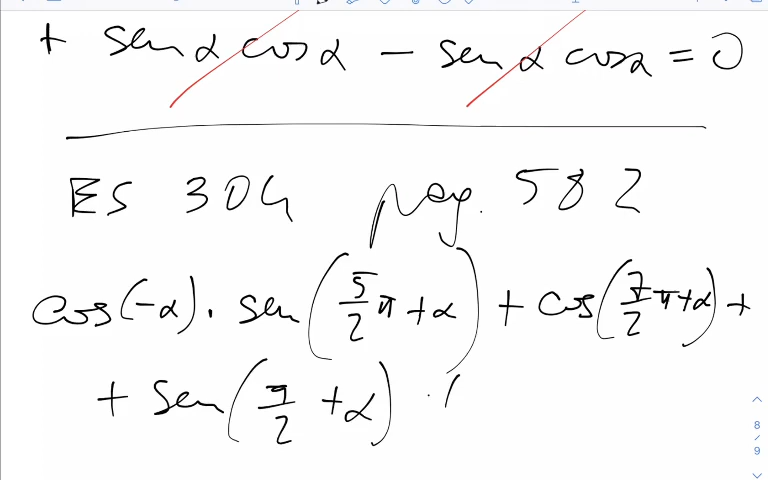 + sen α cos α − sen α cos α = 0
ES 304 pag. 582
cos(−α) · sen(5/2 π + α) + cos(7/2 π + α) +
+ sen(π/2 + α) · (
8/9